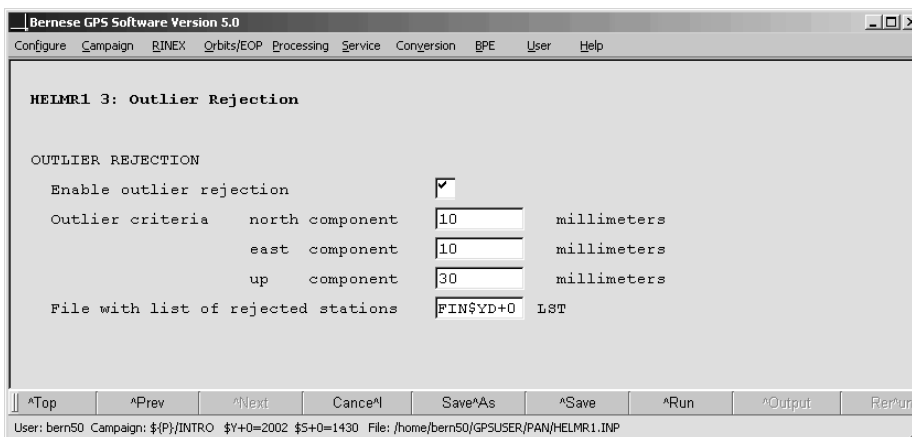 Bernese GPS Software Version 5.0
Configure Campaign RINEX Orbits/EOP Processing Service Conversion BPE User Help
HELMR1 3: Outlier Rejection
OUTLIER REJECTION
Enable outlier rejection
Outlier criteria north component 10 millimeters
east component 10 millimeters
up component 30 millimeters
File with list of rejected stations FIN$YD+0 LST
^Top ^Prev ^Next Cance^l Save^As ^Save ^Run ^Output Rer^un
User: bern50 Campaign: ${P}/INTRO $Y+0=2002 $S+0=1430 File: /home/bern50/GPSUSER/PAN/HELMR1.INP